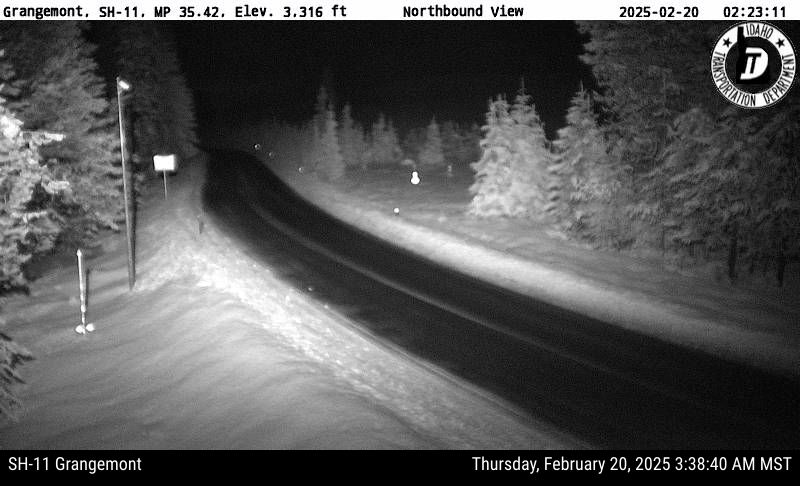 Grangemont, SH-11, MP 35.42, Elev. 3,316 ft Northbound View 2025-02-20 02:23:11
IDAHO
TRANSPORTATION DEPARTMENT
SH-11 Grangemont Thursday, February 20, 2025 3:38:40 AM MST